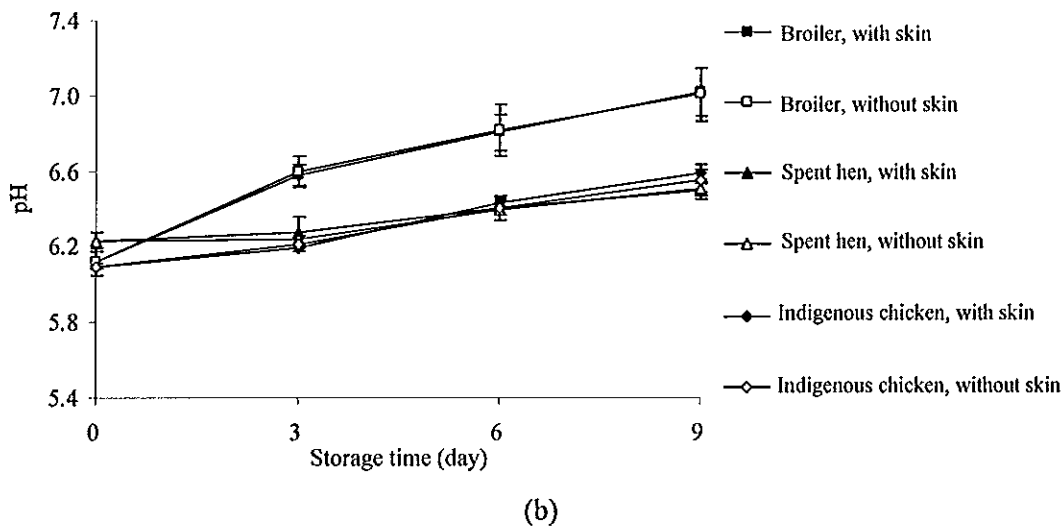 7.4
7.0
6.6
6.2
5.8
5.4
pH
0
3
6
9
Storage time (day)
Broiler, with skin
Broiler, without skin
Spent hen, with skin
Spent hen, without skin
Indigenous chicken, with skin
Indigenous chicken, without skin
(b)